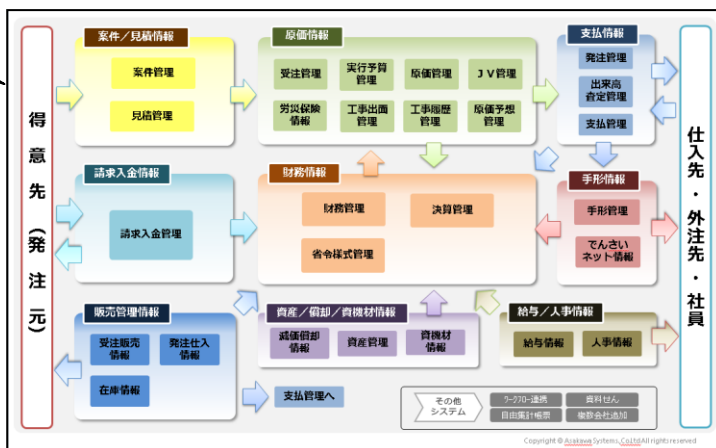 得意先（発注元）
案件／見積情報
案件管理
見積管理
原価情報
受注管理
実行予算
管理
原価管理
ＪＶ管理
労災保険
情報
工事出面
管理
工事履歴
管理
原価予想
管理
支払情報
発注管理
出来高
査定管理
支払管理
請求入金情報
請求入金管理
財務情報
財務管理
決算管理
省令様式管理
手形情報
手形管理
でんさい
ネット情報
販売管理情報
受注販売
情報
発注仕入
情報
在庫情報
資産／償却／資機材情報
減価償却
情報
資産管理
資機材
情報
給与／人事情報
給与情報
人事情報
支払管理へ
その他
システム
ワークフロー連携
資料せん
自由集計帳票
複数会社追加
仕入先・外注先・社員
Copyright © Arakawa Systems,Co.Ltd All right reserved